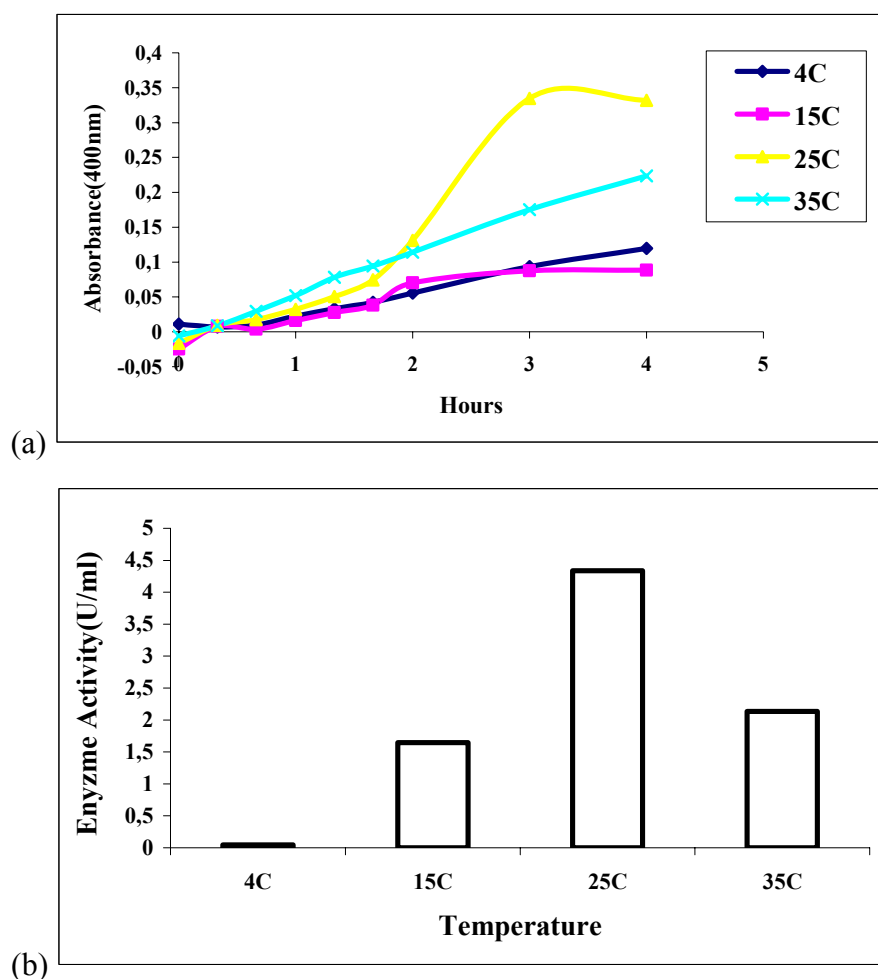 0,4
0,35
0,3
0,25
0,2
0,15
0,1
0,05
0
-0,05
Absorbance(400nm)
0 1 2 3 4 5
Hours
4C
15C
25C
35C
(a)
5
4,5
4
3,5
3
2,5
2
1,5
1
0,5
0
Enyzme Activity(U/ml)
4C 15C 25C 35C
Temperature
(b)